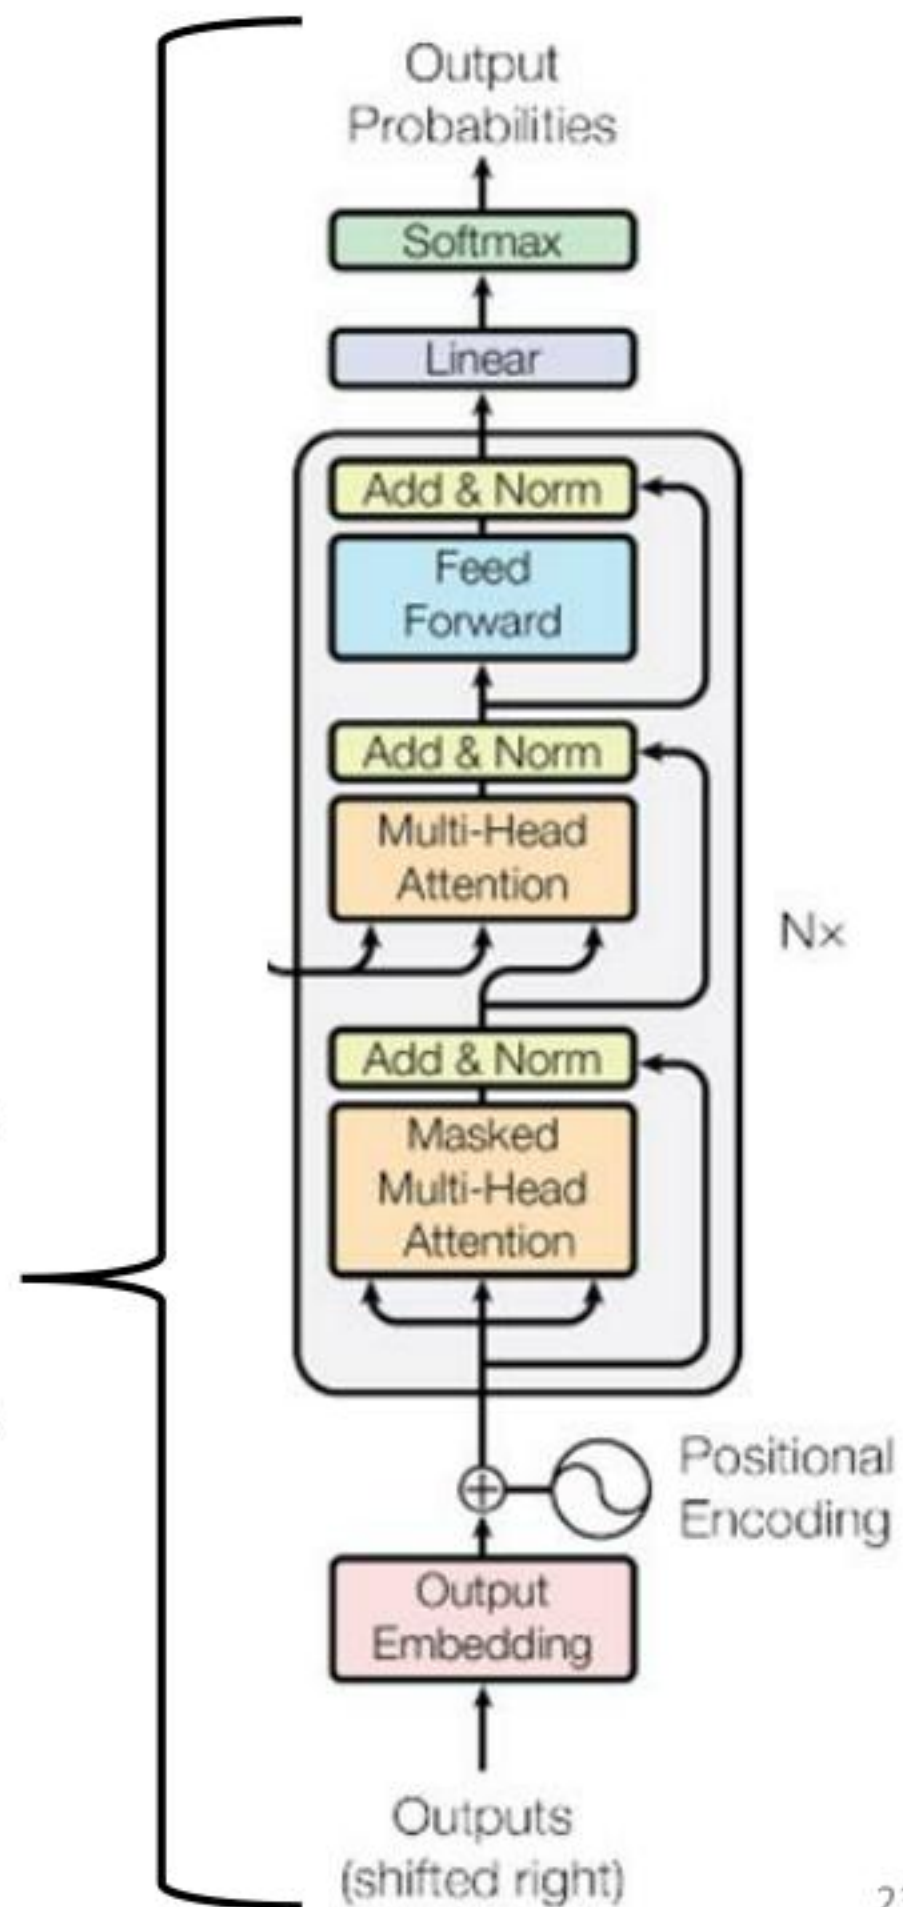 Output
Probabilities
Softmax
Linear
Add & Norm
Feed
Forward
Add & Norm
Multi-Head
Attention
Nx
Add & Norm
Masked
Multi-Head
Attention
Positional
Encoding
Output
Embedding
Outputs
(shifted right)